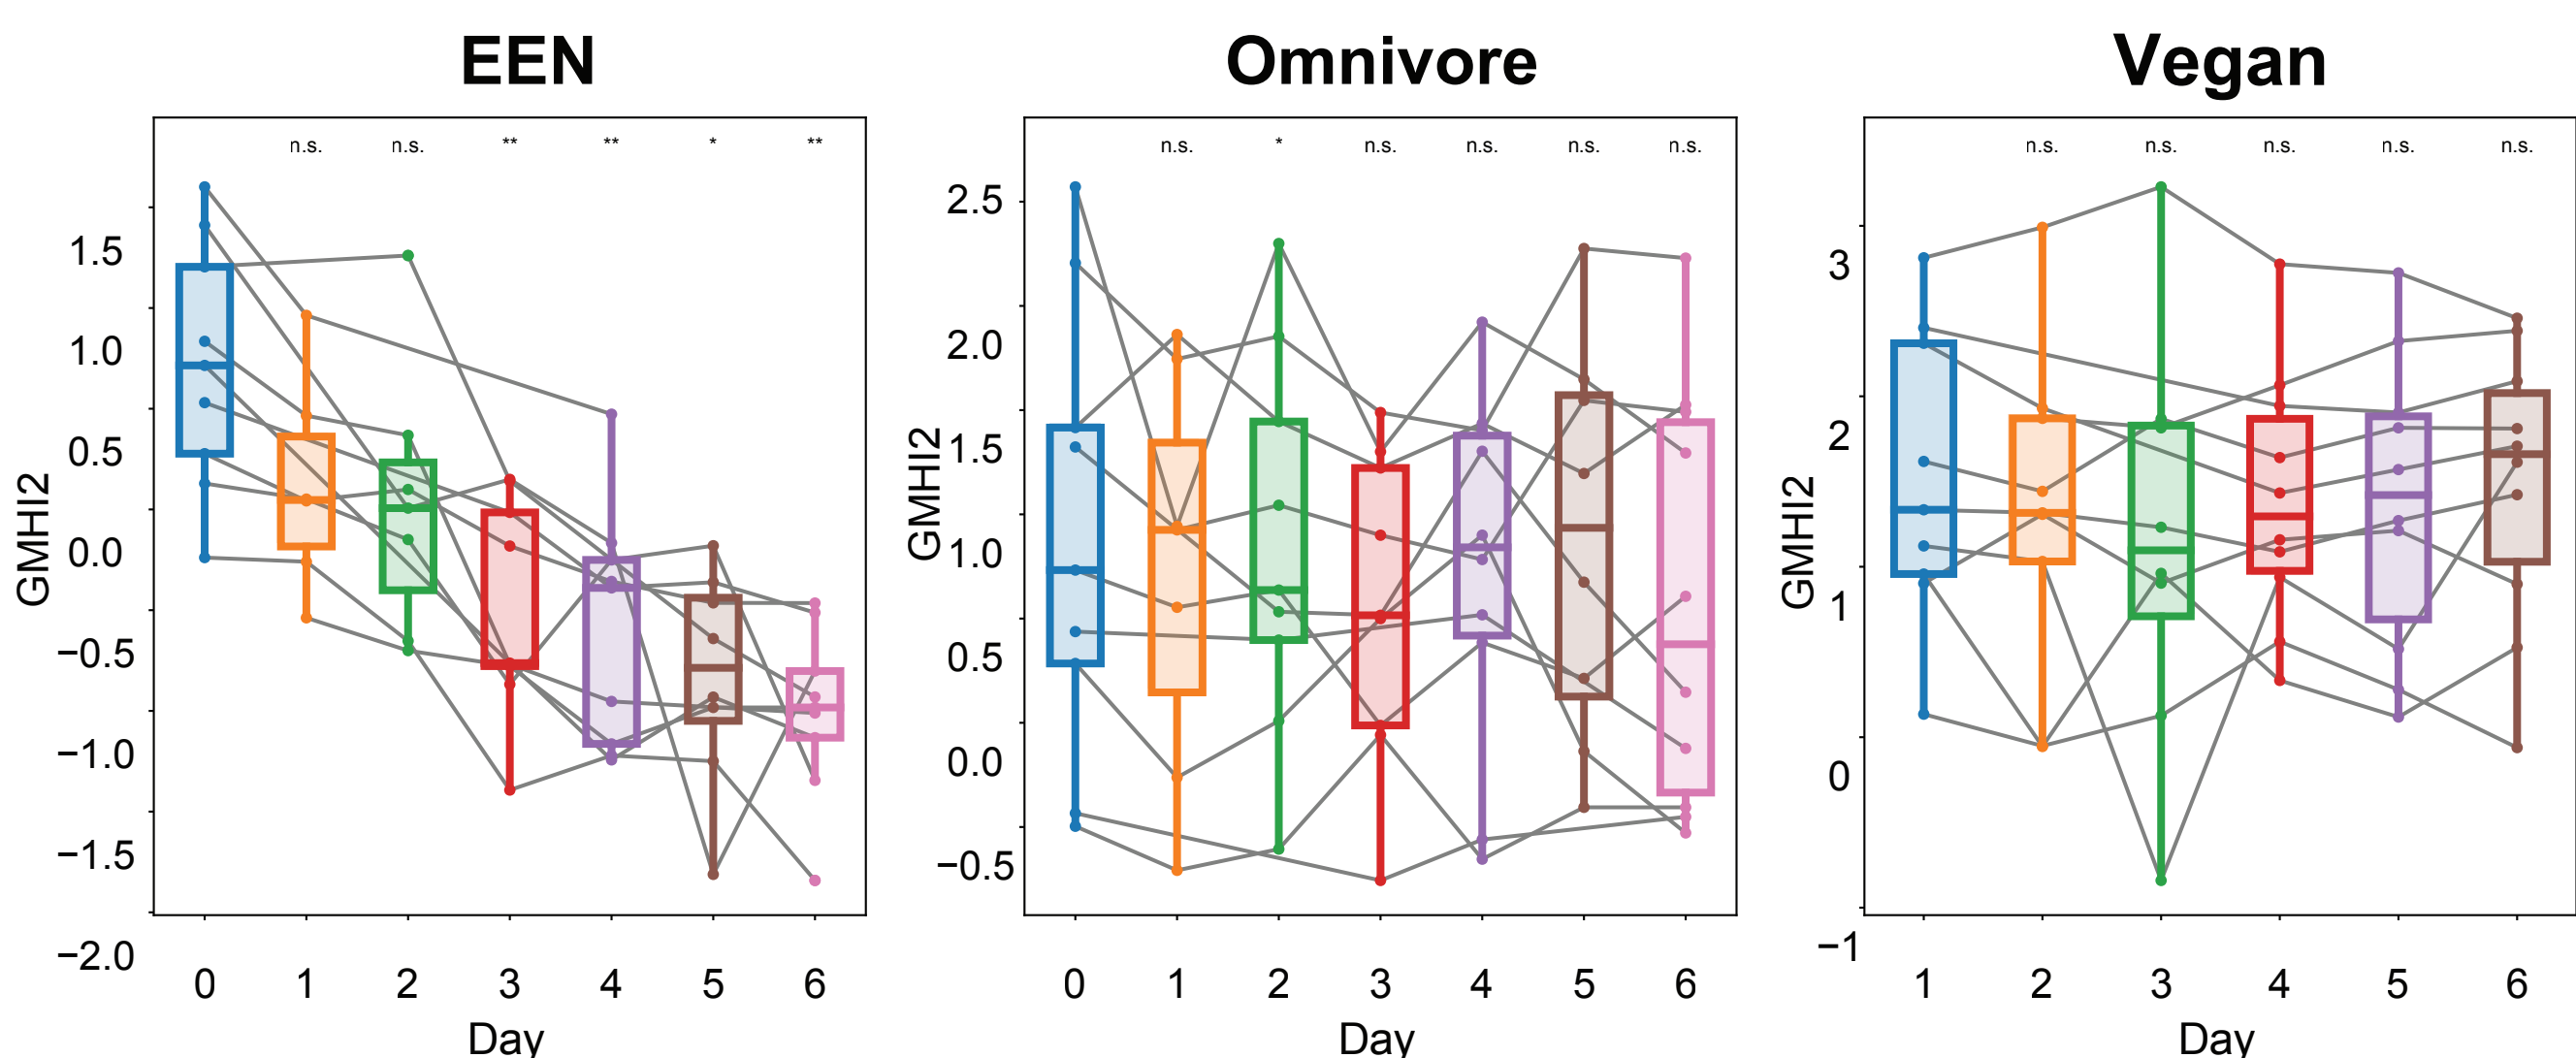 EEN
n.s. n.s. ** ** * **
GMHI2
1.5
1.0
0.5
0.0
−0.5
−1.0
−1.5
−2.0
0 1 2 3 4 5 6
Day
Omnivore
n.s. * n.s. n.s. n.s. n.s.
GMHI2
2.5
2.0
1.5
1.0
0.5
0.0
−0.5
0 1 2 3 4 5 6
Day
Vegan
n.s. n.s. n.s. n.s. n.s.
GMHI2
3
2
1
0
−1
1 2 3 4 5 6
Day